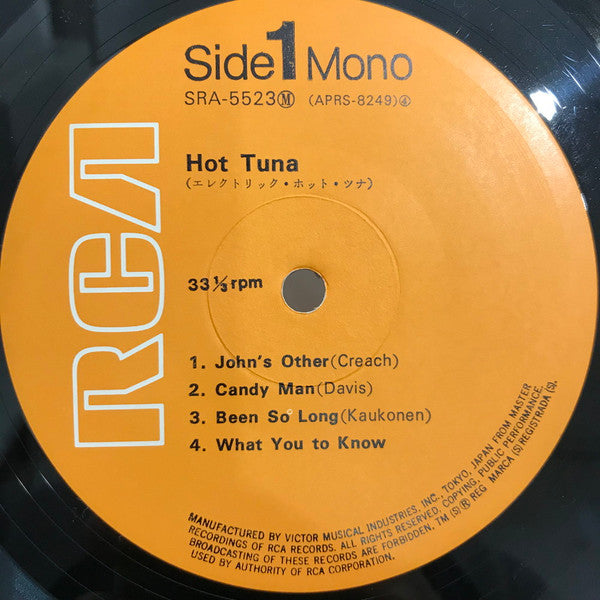 Side 1 Mono
SRA-5523Ⓜ (APRS-8249)④
Hot Tuna
(エレクトリック・ホット・ツナ)
RCA
33⅓rpm
1. John's Other(Creach)
2. Candy Man(Davis)
3. Been So Long(Kaukonen)
4. What You to Know
MANUFACTURED BY VICTOR MUSICAL INDUSTRIES, INC., TOKYO, JAPAN FROM MASTER
RECORDINGS OF RCA RECORDS. ALL RIGHTS RESERVED. COPYING, PUBLIC PERFORMANCE,
BROADCASTING OF THESE RECORDS ARE FORBIDDEN, TM (S) ® REG MARCA (S) REGISTRADA (S).
USED BY AUTHORITY OF RCA CORPORATION.